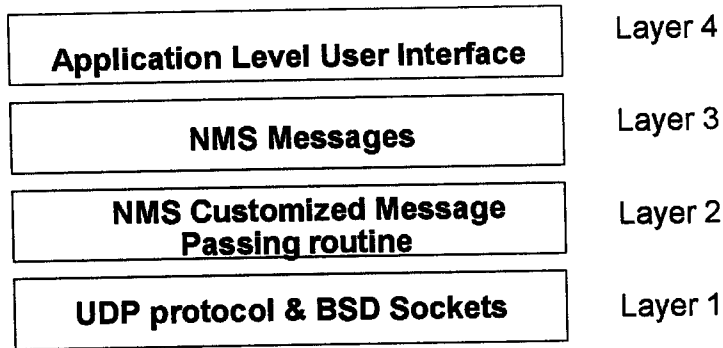 Layer 4
Application Level User Interface
Layer 3
NMS Messages
NMS Customized Message
Passing routine
Layer 2
UDP protocol & BSD Sockets
Layer 1